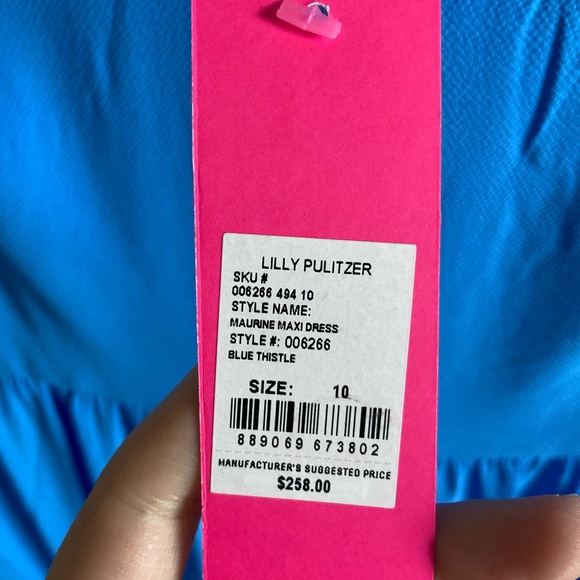 LILLY PULITZER
SKU #
006266 494 10
STYLE NAME:
MAURINE MAXI DRESS
STYLE #: 006266
BLUE THISTLE
SIZE: 10
889069 673802
MANUFACTURER'S SUGGESTED PRICE
$258.00